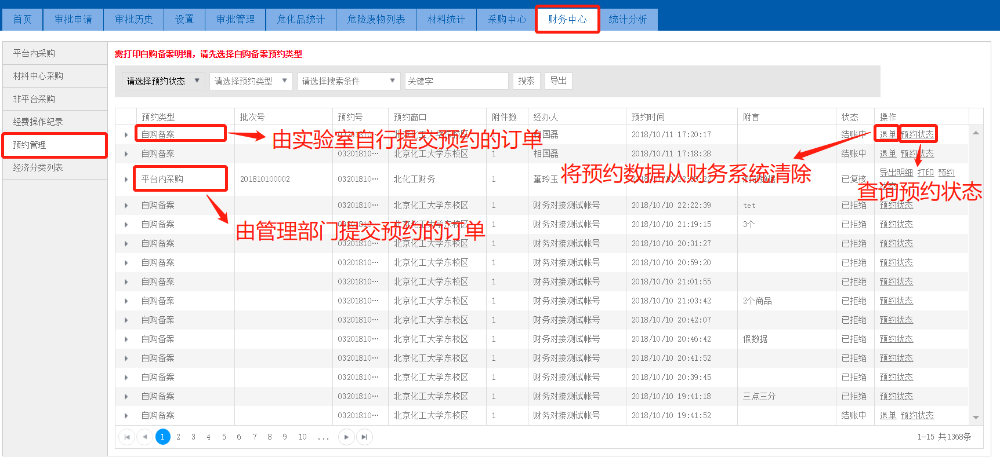 首页 审批申请 审批历史 设置 审批管理 危化品统计 危险废物列表 材料统计 采购中心 财务中心 统计分析
平台内采购
材料中心采购
非平台采购
经费操作纪录
预约管理
经济分类列表
需打印自购备案明细，请先选择自购备案预约类型
请选择预约状态 请选择预约类型 请选择搜索条件 关键字 搜索 导出
预约类型 批次号 预约号 预约窗口 附件数 经办人 预约时间 附言 状态 操作
自购备案 2018/10/11 17:20:17 结账中 退单 预约状态
由实验室自行提交预约的订单
自购备案 03201810… 北京化工大学东校区 1 相国磊 2018/10/11 17:18:28 结账中 退单 预约状态
将预约数据从财务系统清除
平台内采购 201810100002 03201810… 北化工财务 1 董玲玉 已复核 导出明细 打印 预约
查询预约状态
自购备案 03201810… 北京化工大学东校区 1 财务对接测试帐号 2018/10/10 22:22:39 tet 已拒绝 预约状态
自购备案 03201810… 北京化工大学东校区 1 财务对接测试帐号 2018/10/10 21:19:15 3个 已拒绝 预约状态
由管理部门提交预约的订单
自购备案 03201810… 北京化工大学东校区 1 财务对接测试帐号 2018/10/10 20:31:27 已拒绝 预约状态
自购备案 03201810… 北京化工大学东校区 1 财务对接测试帐号 2018/10/10 20:59:20 已拒绝 预约状态
自购备案 03201810… 北京化工大学东校区 1 财务对接测试帐号 2018/10/10 21:01:55 已拒绝 预约状态
自购备案 03201810… 北京化工大学东校区 1 财务对接测试帐号 2018/10/10 21:03:42 2个商品 已拒绝 预约状态
自购备案 03201810… 北京化工大学东校区 1 财务对接测试帐号 2018/10/10 20:42:07 已拒绝 预约状态
自购备案 03201810… 北京化工大学东校区 1 财务对接测试帐号 2018/10/10 20:46:42 假数据 已拒绝 预约状态
自购备案 03201810… 北京化工大学东校区 1 财务对接测试帐号 2018/10/10 20:41:52 已拒绝 预约状态
自购备案 03201810… 北京化工大学东校区 1 财务对接测试帐号 2018/10/10 20:39:45 已拒绝 预约状态
自购备案 03201810… 北京化工大学东校区 1 财务对接测试帐号 2018/10/10 19:41:18 三点三分 已拒绝 预约状态
自购备案 03201810… 北京化工大学东校区 1 财务对接测试帐号 2018/10/10 19:41:52 结账中 退单 预约状态
1 2 3 4 5 6 7 8 9 10 ... 1-15 共1368条